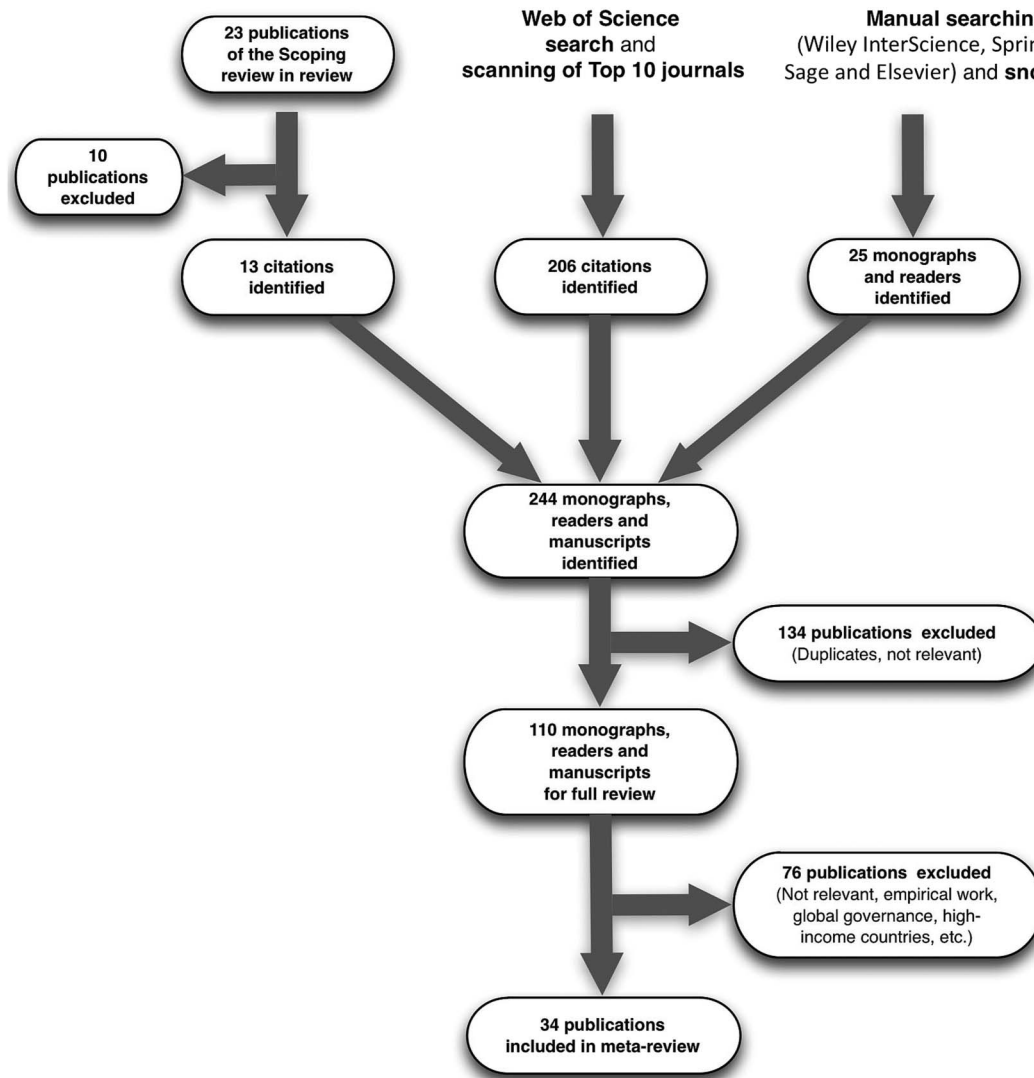 23 publications
of the Scoping
review in review
Web of Science
search and
scanning of Top 10 journals
Manual
(Wiley InterScience,
Sage and Elsevier) and
10
publications
excluded
13 citations
identified
206 citations
identified
25 monographs
and readers
identified
244 monographs,
readers and
manuscripts
identified
134 publications excluded
(Duplicates, not relevant)
110 monographs,
readers and
manuscripts
for full review
76 publications excluded
(Not relevant, empirical work,
global governance, high-
income countries, etc.)
34 publications
included in meta-review